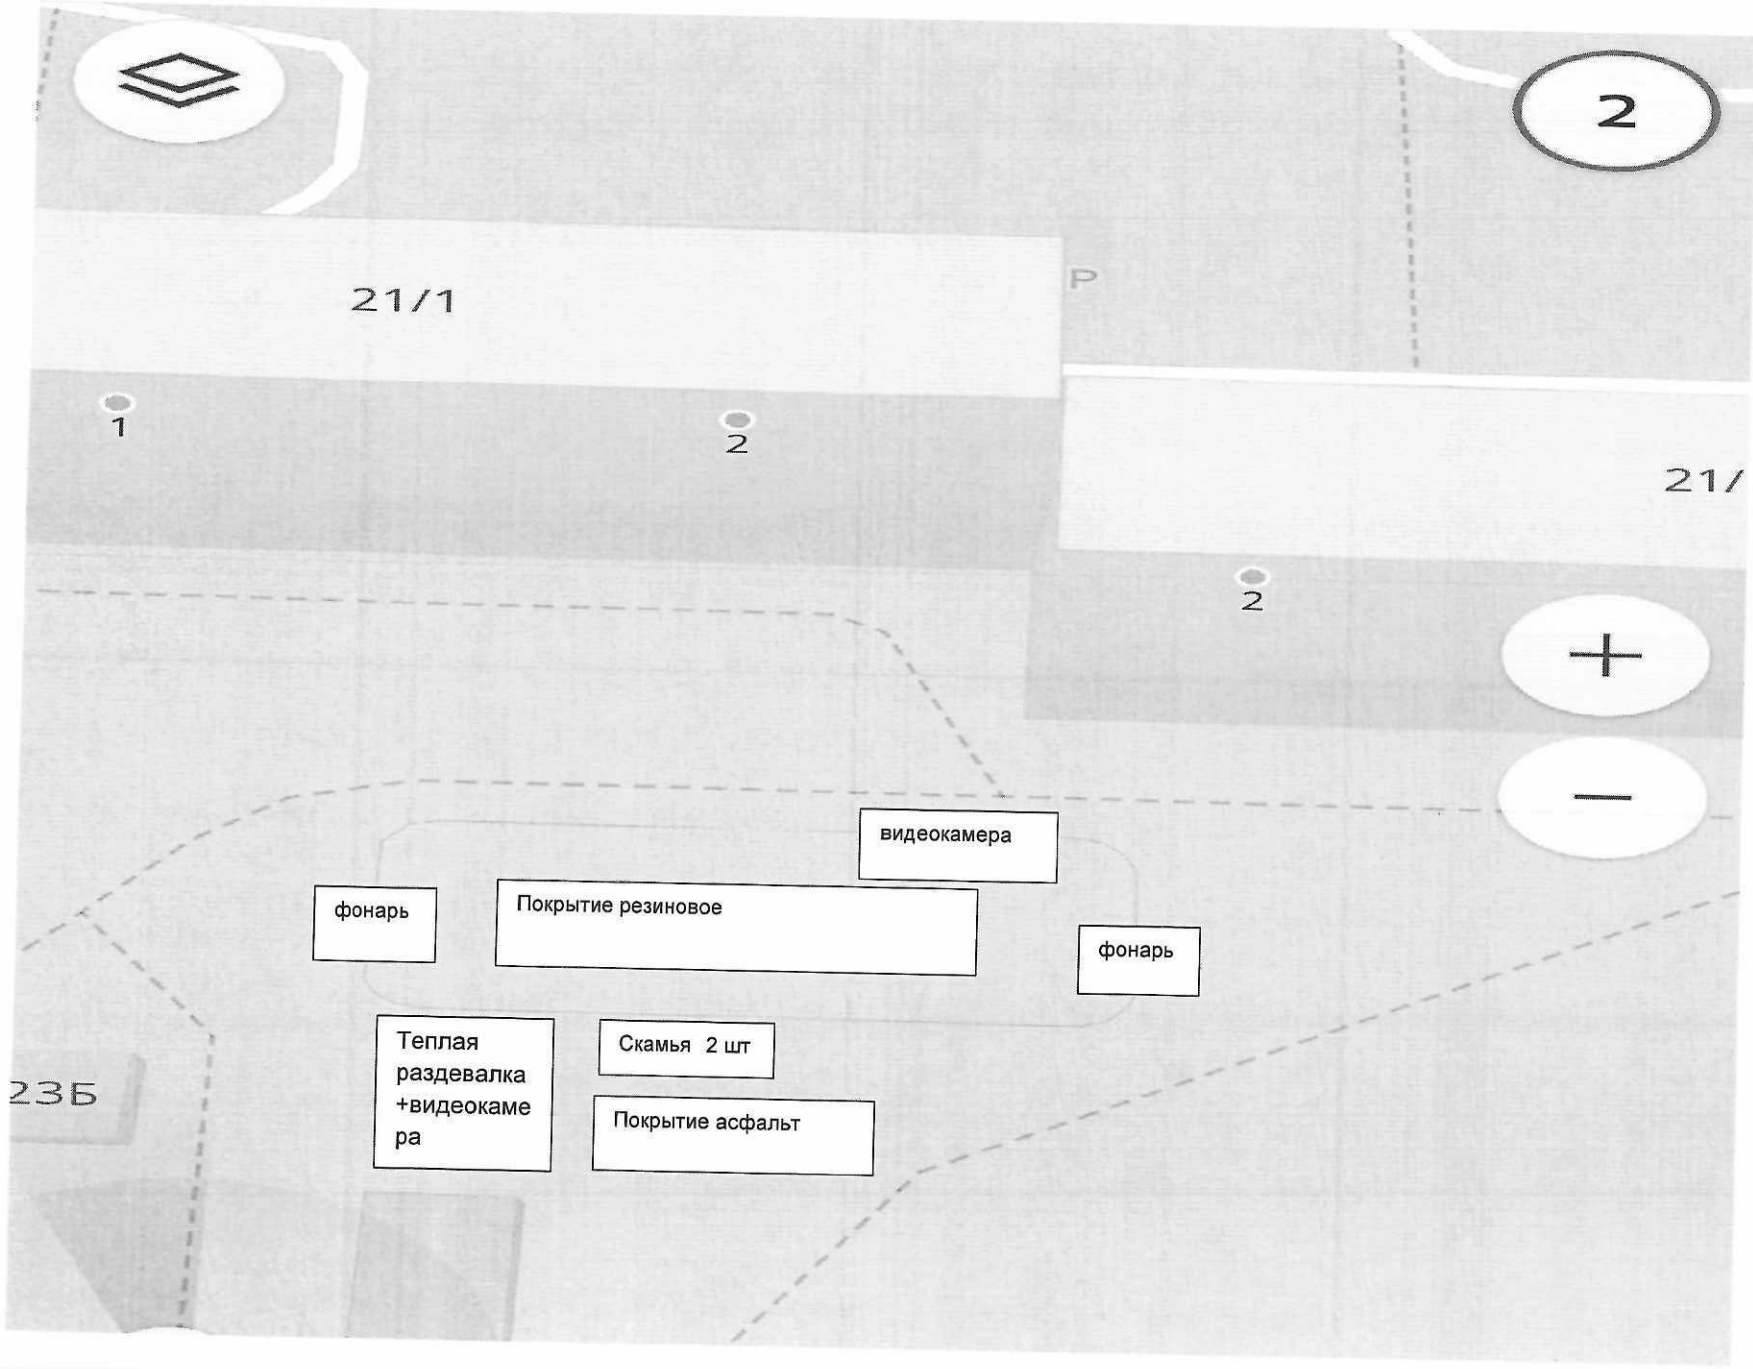 2
21/1
P
1
2
21/
2
видеокамера
фонарь
Покрытие резиновое
фонарь
Теплая
раздевалка
+видеокаме
ра
Скамья 2 шт
Покрытие асфальт
23Б